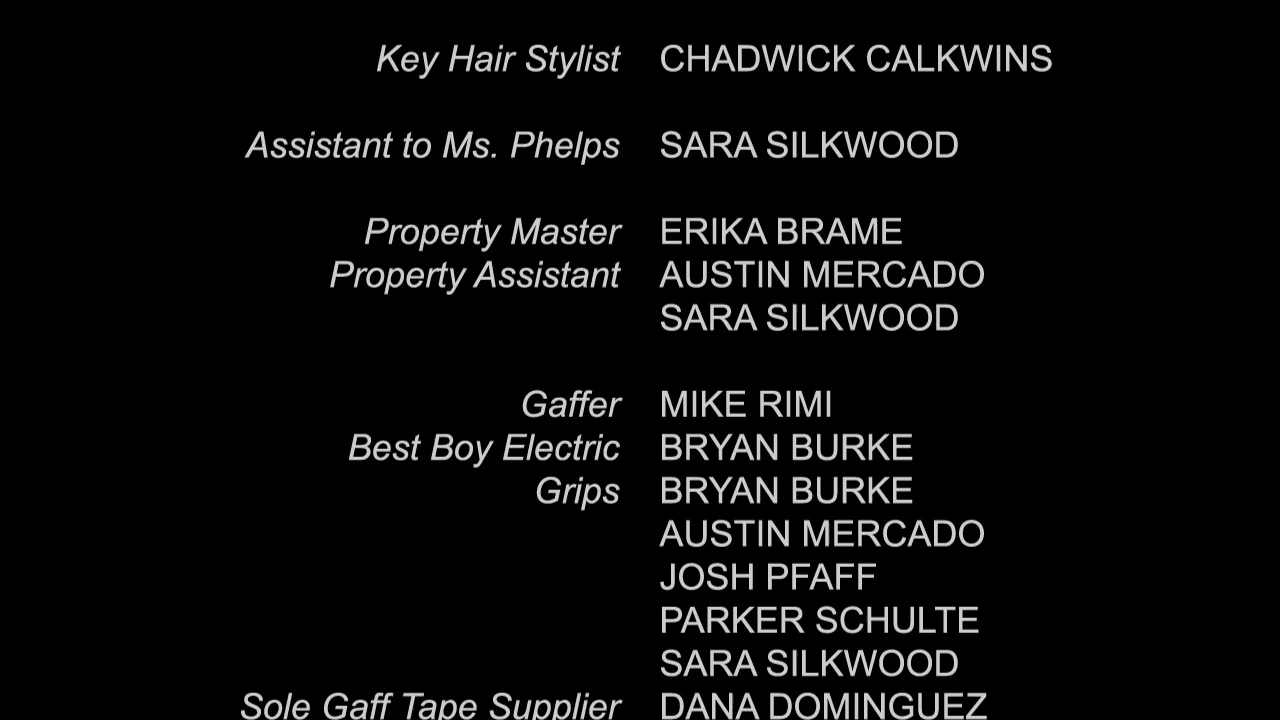 Key Hair Stylist CHADWICK CALKWINS
Assistant to Ms. Phelps SARA SILKWOOD
Property Master ERIKA BRAME
Property Assistant AUSTIN MERCADO
SARA SILKWOOD
Gaffer MIKE RIMI
Best Boy Electric BRYAN BURKE
Grips BRYAN BURKE
AUSTIN MERCADO
JOSH PFAFF
PARKER SCHULTE
SARA SILKWOOD
Sole Gaff Tape Supplier DANA DOMINGUEZ